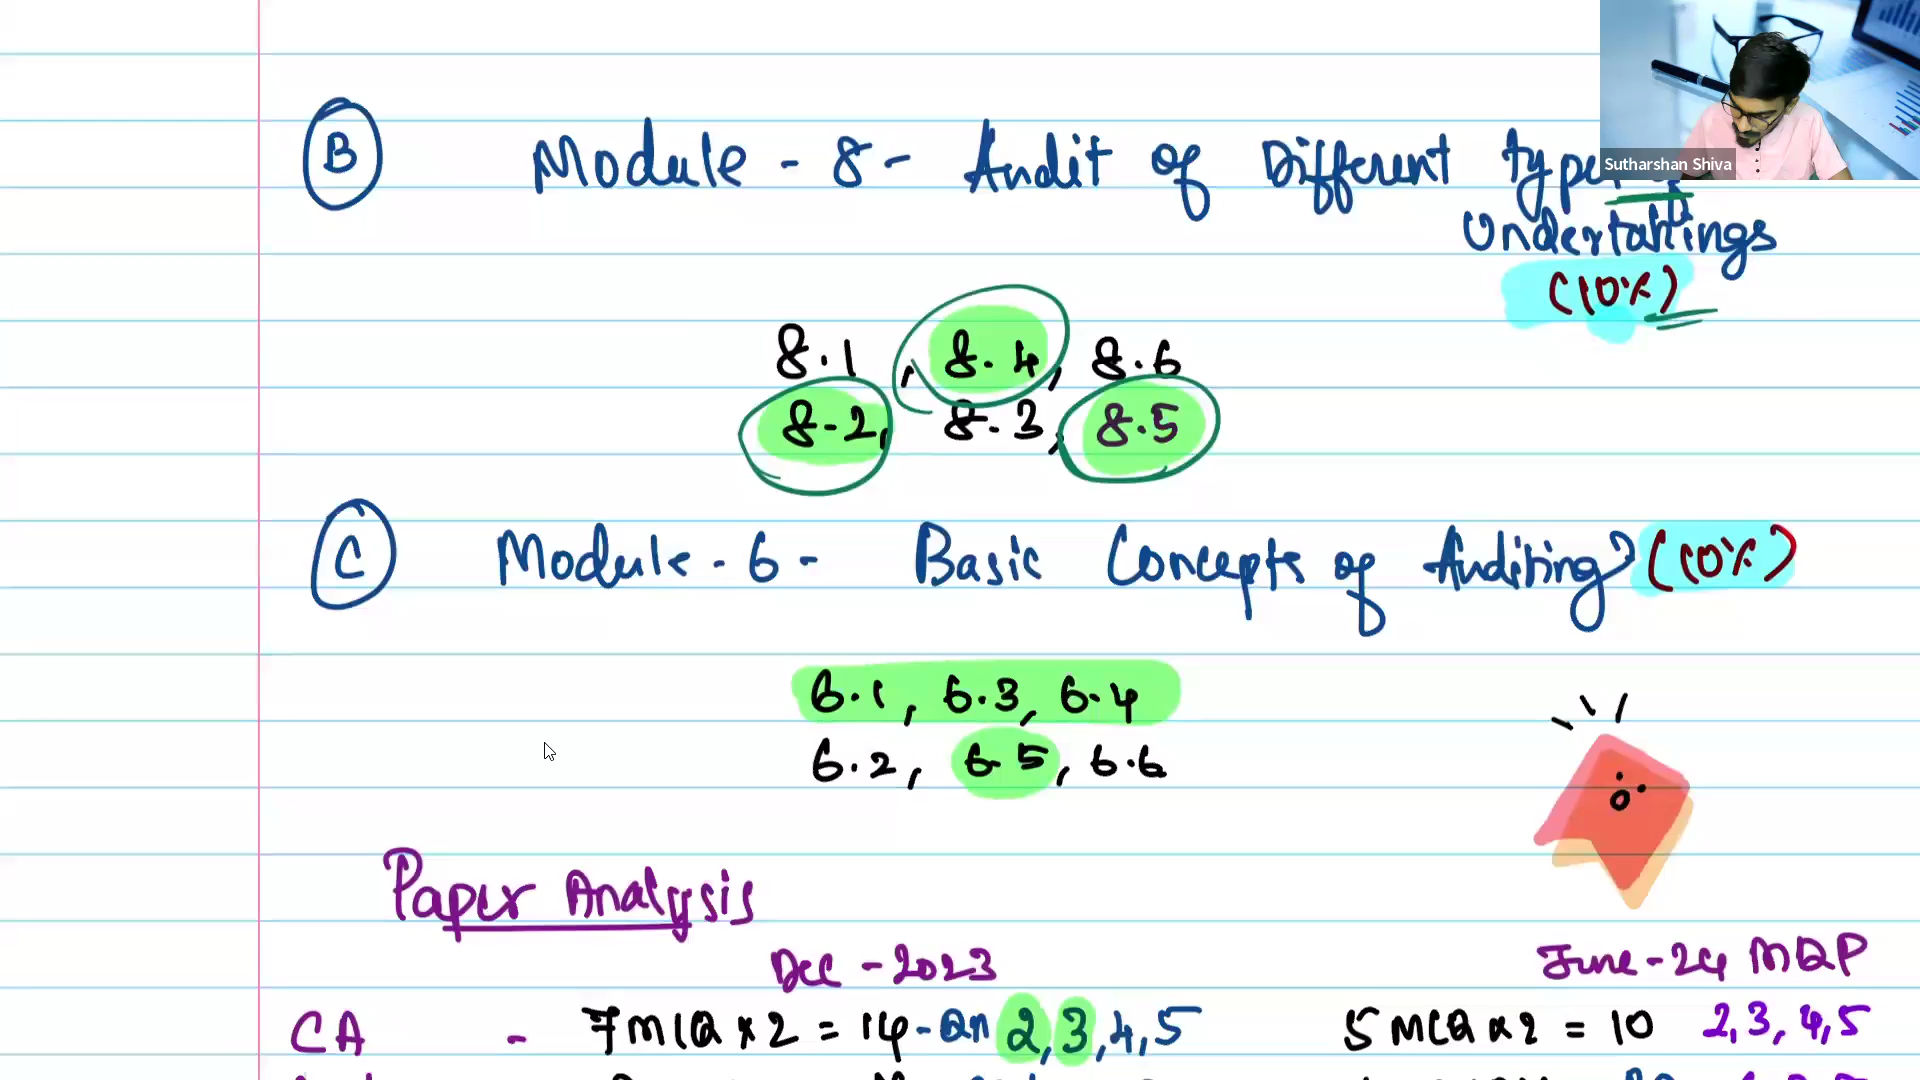 Sutharshan Shiva
B Module - 8 - Audit of Different types of
Undertakings
(10%)
8.1, 8.4, 8.6
8.2, 8.3, 8.5
C Module - 6 - Basic Concepts of Auditing (10%)
6.1, 6.3, 6.4
6.2, 6.5, 6.6
Paper Analysis
Dec - 2023 June - 24 MQP
CA - 7 MCQ x 2 = 14 - Qn 2, 3, 4, 5 5 MCQ x 2 = 10 2, 3, 4, 5